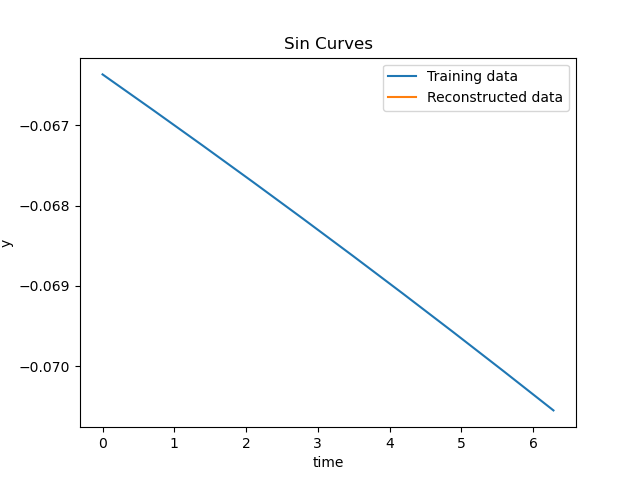 Sin Curves
Training data
Reconstructed data
y
−0.067
−0.068
−0.069
−0.070
0 1 2 3 4 5 6
time